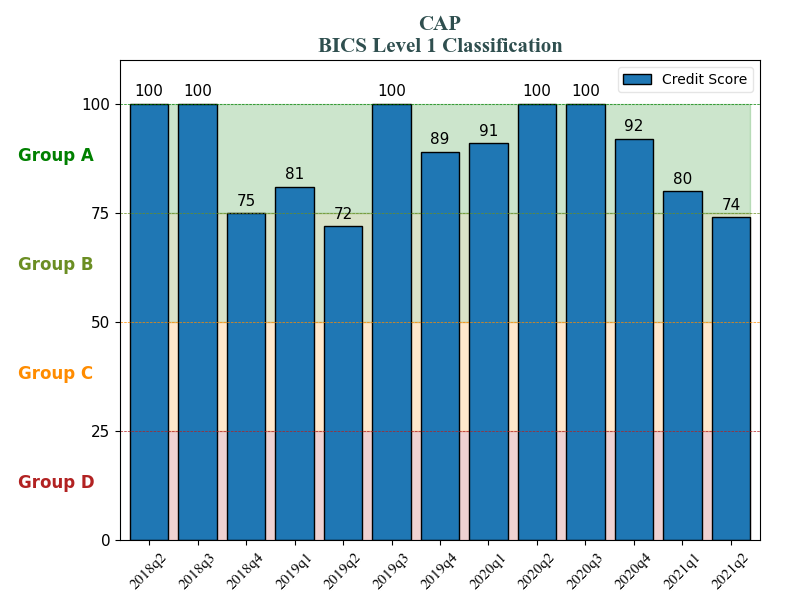 CAP
BICS Level 1 Classification
Credit Score
100 100 75 81 72 100 89 91 100 100 92 80 74
100
Group A
75
Group B
50
Group C
25
Group D
0
2018q2 2018q3 2018q4 2019q1 2019q2 2019q3 2019q4 2020q1 2020q2 2020q3 2020q4 2021q1 2021q2